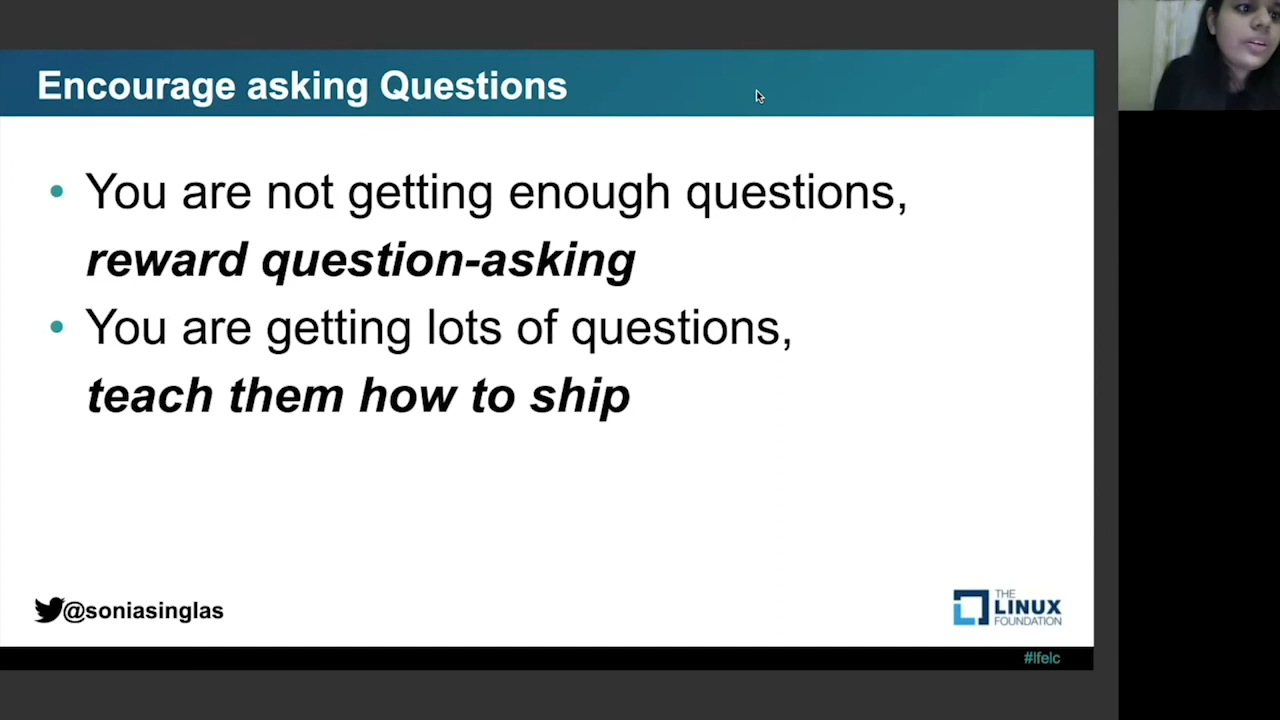 Encourage asking Questions
• You are not getting enough questions,
reward question-asking
• You are getting lots of questions,
teach them how to ship
@soniasinglas
THE
LINUX
FOUNDATION
#lfelc